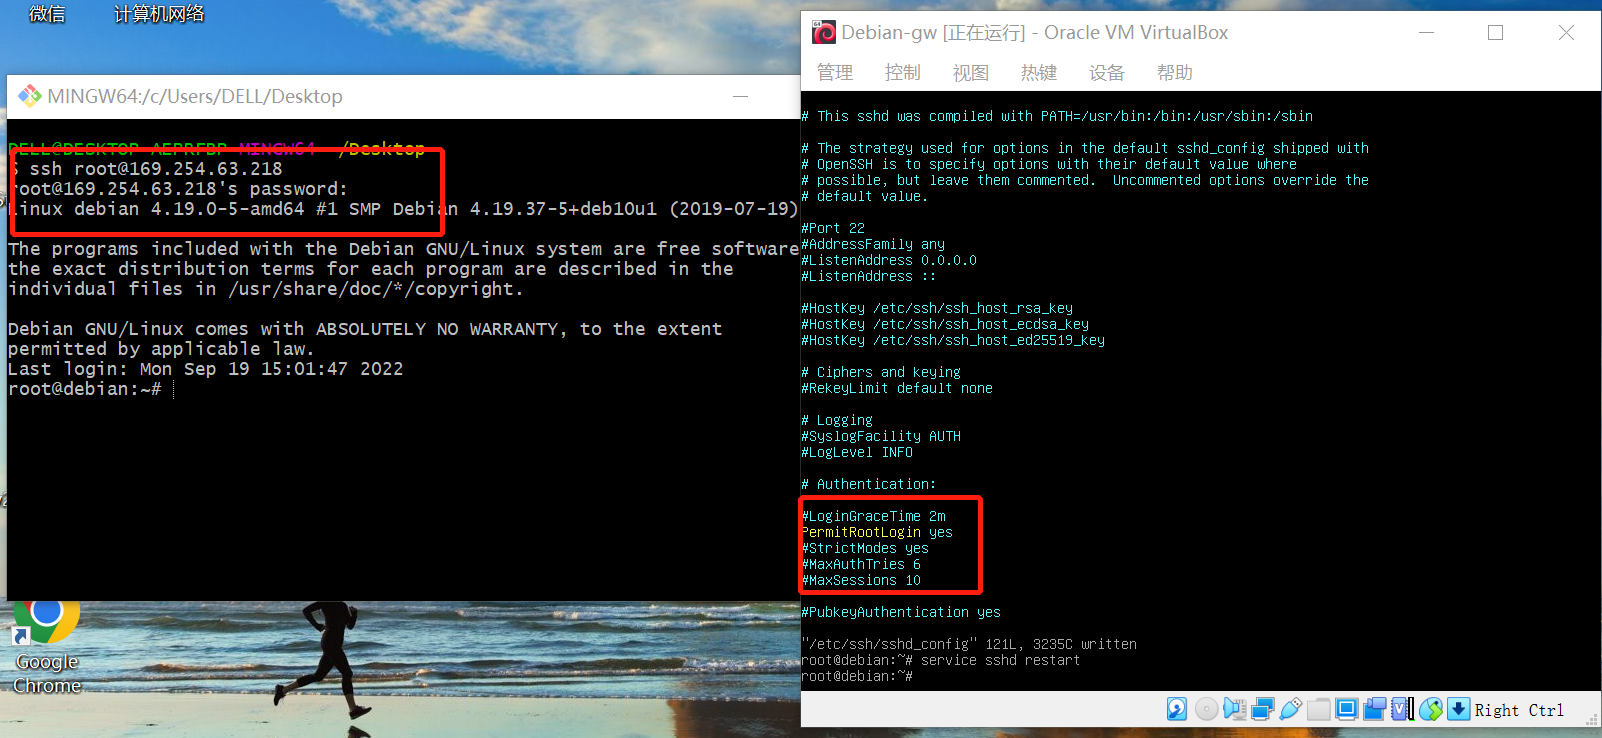 微信
计算机网络
MINGW64:/c/Users/DELL/Desktop
MINGW64 ~/Desktop
$ ssh root@169.254.63.218
root@169.254.63.218's password:
Linux debian 4.19.0-5-amd64 #1 SMP Debian 4.19.37-5+deb10u1 (2019-07-19)
The programs included with the Debian GNU/Linux system are free software
the exact distribution terms for each program are described in the
individual files in /usr/share/doc/*/copyright.
Debian GNU/Linux comes with ABSOLUTELY NO WARRANTY, to the extent
permitted by applicable law.
Last login: Mon Sep 19 15:01:47 2022
root@debian:~#
Google
Chrome
Debian-gw [正在运行] - Oracle VM VirtualBox
管理 控制 视图 热键 设备 帮助
# This sshd was compiled with PATH=/usr/bin:/bin:/usr/sbin:/sbin
# The strategy used for options in the default sshd_config shipped with
# OpenSSH is to specify options with their default value where
# possible, but leave them commented.  Uncommented options override the
# default value.
#Port 22
#AddressFamily any
#ListenAddress 0.0.0.0
#ListenAddress ::
#HostKey /etc/ssh/ssh_host_rsa_key
#HostKey /etc/ssh/ssh_host_ecdsa_key
#HostKey /etc/ssh/ssh_host_ed25519_key
# Ciphers and keying
#RekeyLimit default none
# Logging
#SyslogFacility AUTH
#LogLevel INFO
# Authentication:
#LoginGraceTime 2m
PermitRootLogin yes
#StrictModes yes
#MaxAuthTries 6
#MaxSessions 10
#PubkeyAuthentication yes
"/etc/ssh/sshd_config" 121L, 3235C written
root@debian:~# service sshd restart
root@debian:~#
Right Ctrl